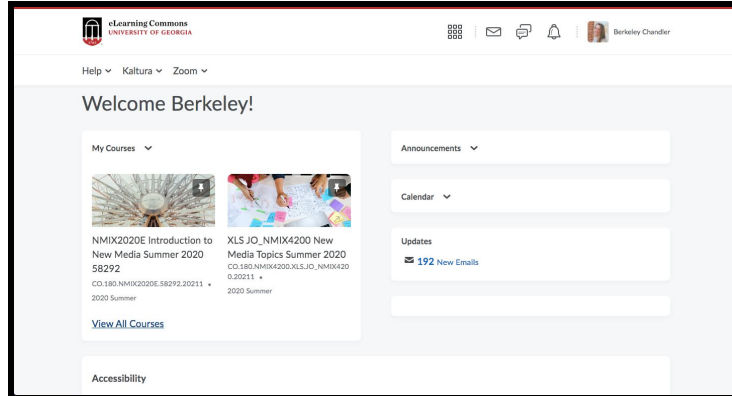 eLearning Commons
UNIVERSITY OF GEORGIA
Berkeley Chandler
Help
Kaltura
Zoom
Welcome Berkeley!
My Courses
NMIX2020E Introduction to
New Media Summer 2020
58292
CO.180.NMIX2020E.58292.20211 •
2020 Summer
XLS JO_NMIX4200 New
Media Topics Summer 2020
CO.180.NMIX4200.XLS.JO_NMIX420
0.20211 •
2020 Summer
View All Courses
Announcements
Calendar
Updates
192 New Emails
Accessibility